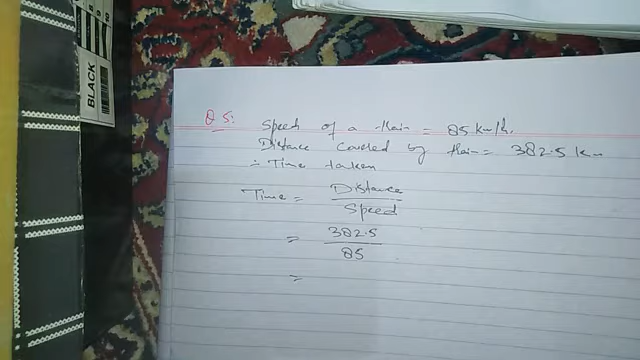 BLACK
Q 5:
Speed of a train = 85 km/h.
Distance covered by train = 382.5 km
∴ Time taken
Time = Distance / Speed
= 382.5 / 85
=